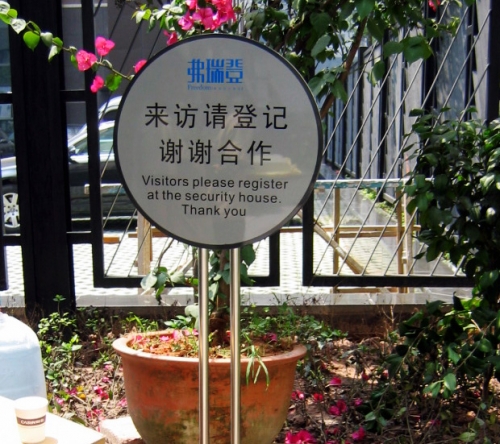 弗瑞登
来访请登记
谢谢合作
Visitors please register
at the security house.
Thank you